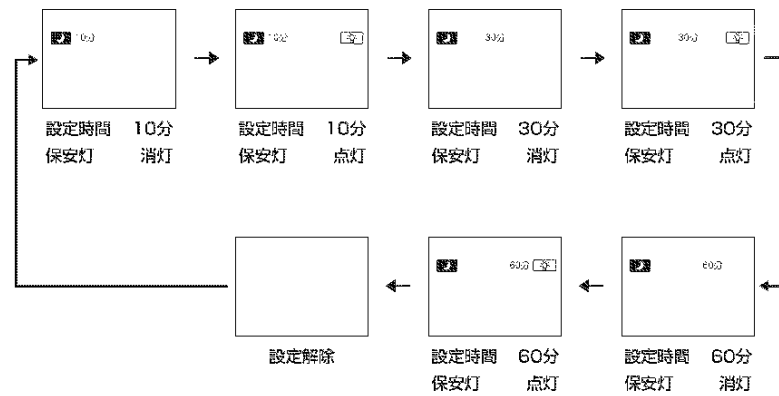 10分
10分
30分
30分
設定時間 10分
保安灯 消灯
設定時間 10分
保安灯 点灯
設定時間 30分
保安灯 消灯
設定時間 30分
保安灯 点灯
60分
60分
設定解除
設定時間 60分
保安灯 点灯
設定時間 60分
保安灯 消灯